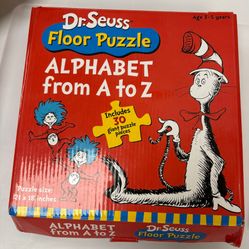 Dr. Seuss
Age 3-5 years
Floor Puzzle
ALPHABET
from A to Z
Includes
30
giant puzzle
pieces
Puzzle size:
21 x 18 inches
ALPHABET
from A to Z
Dr. Seuss
Floor Puzzle